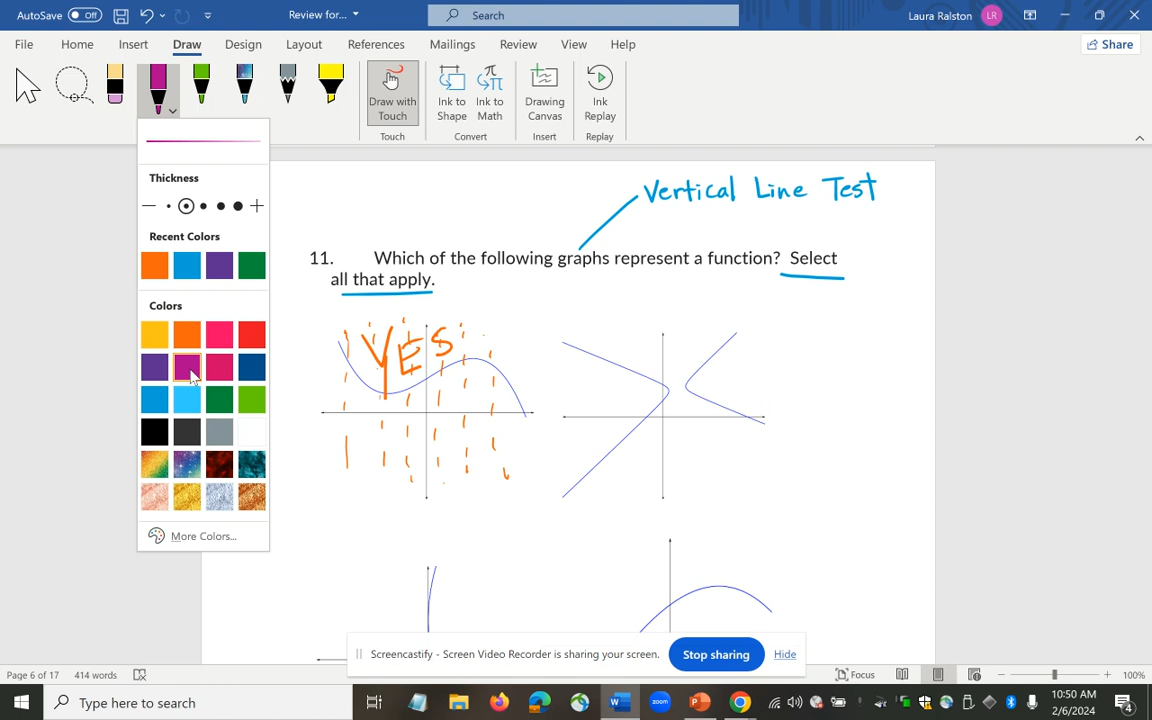 AutoSave Off Review for... Search Laura Ralston LR
File Home Insert Draw Design Layout References Mailings Review View Help Share
Draw with Touch
Ink to Shape
Ink to Math
Drawing Canvas
Ink Replay
Touch Convert Insert Replay
Thickness
Recent Colors
Colors
More Colors...
Vertical Line Test
11. Which of the following graphs represent a function? Select
all that apply.
YES
Screencastify - Screen Video Recorder is sharing your screen. Stop sharing Hide
Page 6 of 17 414 words Focus 100%
Type here to search
10:50 AM
2/6/2024
4